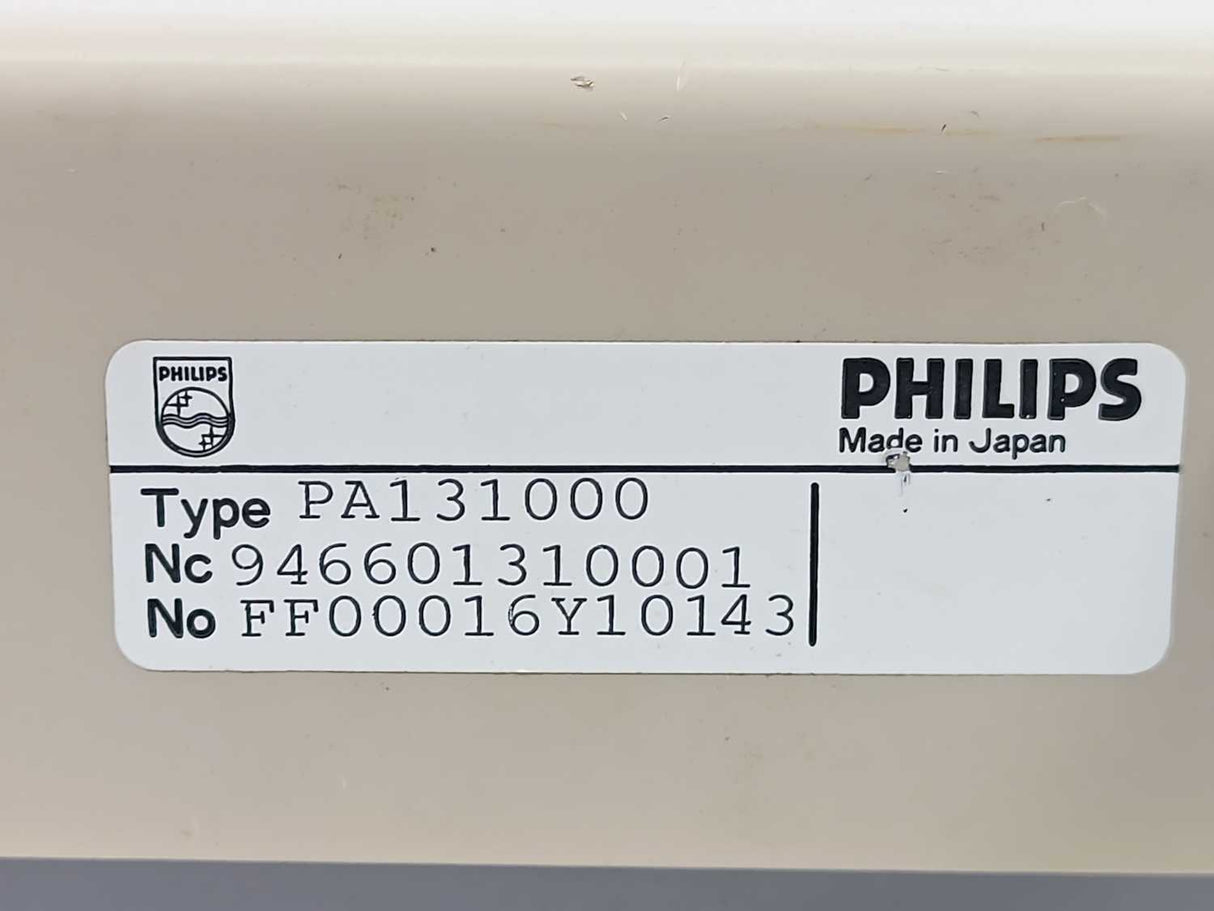 PHILIPS
PHILIPS
Made in Japan
Type PA131000
Nc 946601310001
No FF00016Y10143